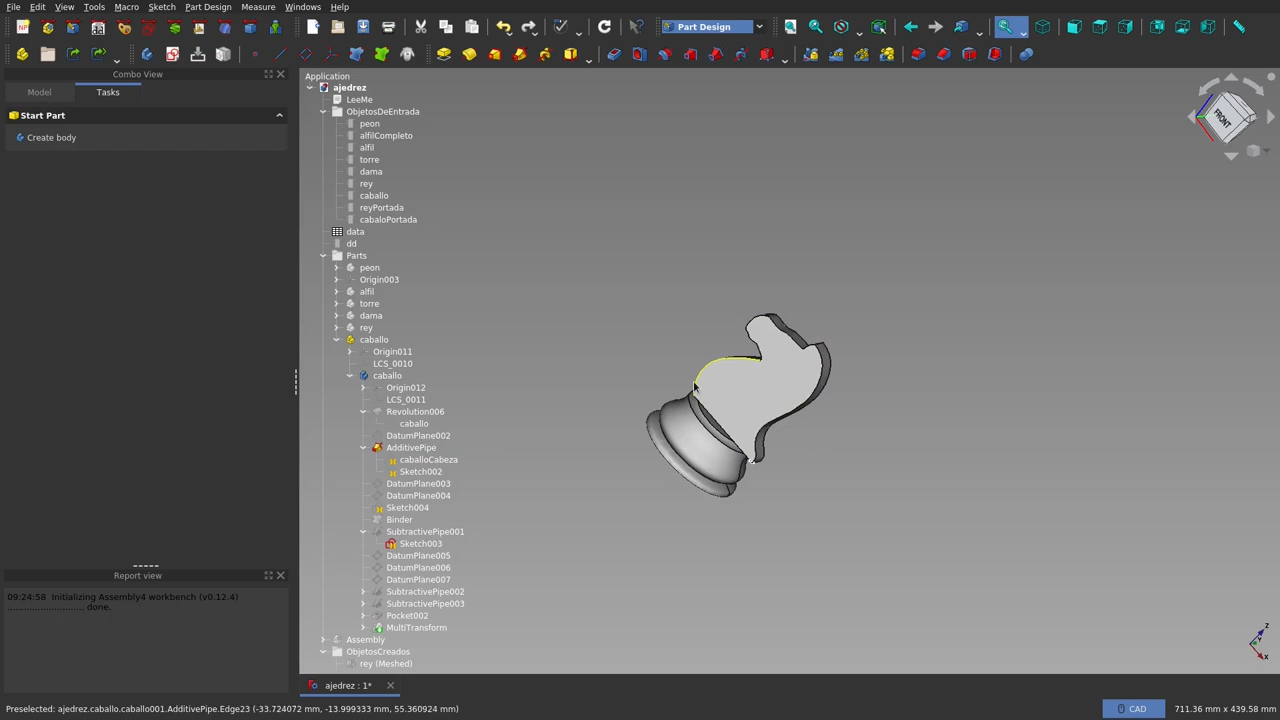 File Edit View Tools Macro Sketch Part Design Measure Windows Help
Part Design
Combo View
Model Tasks
Start Part
Create body
Application
ajedrez
LeeMe
ObjetosDeEntrada
peon
alfilCompleto
alfil
torre
dama
rey
caballo
reyPortada
cabaloPortada
data
dd
Parts
peon
Origin003
alfil
torre
dama
rey
caballo
Origin011
LCS_0010
caballo
Origin012
LCS_0011
Revolution006
caballo
DatumPlane002
AdditivePipe
caballoCabeza
Sketch002
DatumPlane003
DatumPlane004
Sketch004
Binder
SubtractivePipe001
Sketch003
DatumPlane005
DatumPlane006
DatumPlane007
SubtractivePipe002
SubtractivePipe003
Pocket002
MultiTransform
Assembly
ObjetosCreados
rey (Meshed)
FRONT
Z
Y
X
Report view
09:24:58 Initializing Assembly4 workbench (v0.12.4)
............................ done.
ajedrez : 1*
Preselected: ajedrez.caballo.caballo001.AdditivePipe.Edge23 (-33.724072 mm, -13.999333 mm, 55.360924 mm)
CAD
711.36 mm x 439.58 mm